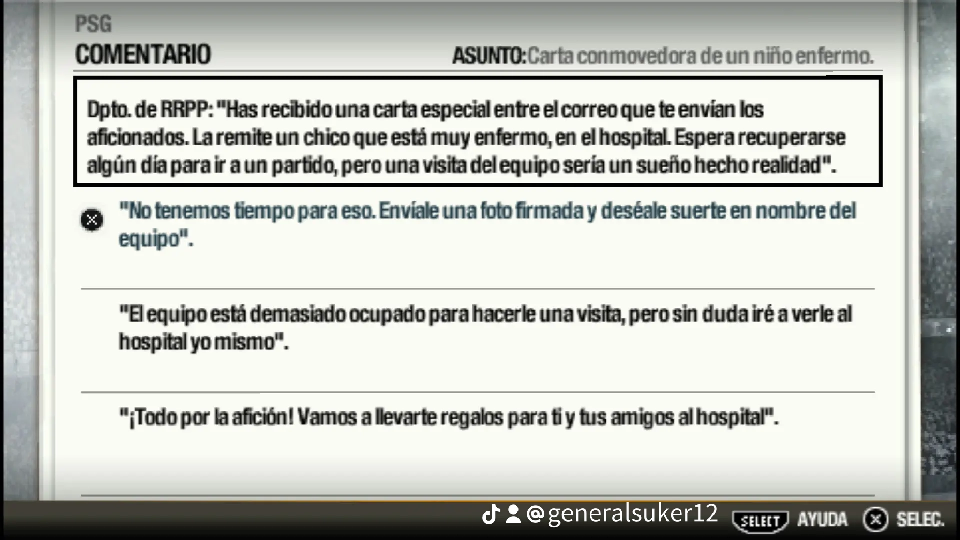 PSG
COMENTARIO
ASUNTO:Carta conmovedora de un niño enfermo.
Dpto. de RRPP: "Has recibido una carta especial entre el correo que te envían los
aficionados. La remite un chico que está muy enfermo, en el hospital. Espera recuperarse
algún día para ir a un partido, pero una visita del equipo sería un sueño hecho realidad".
"No tenemos tiempo para eso. Envíale una foto firmada y deséale suerte en nombre del
equipo".
"El equipo está demasiado ocupado para hacerle una visita, pero sin duda iré a verle al
hospital yo mismo".
"¡Todo por la afición! Vamos a llevarte regalos para ti y tus amigos al hospital".
@generalsuker12
SELECT AYUDA SELEC.